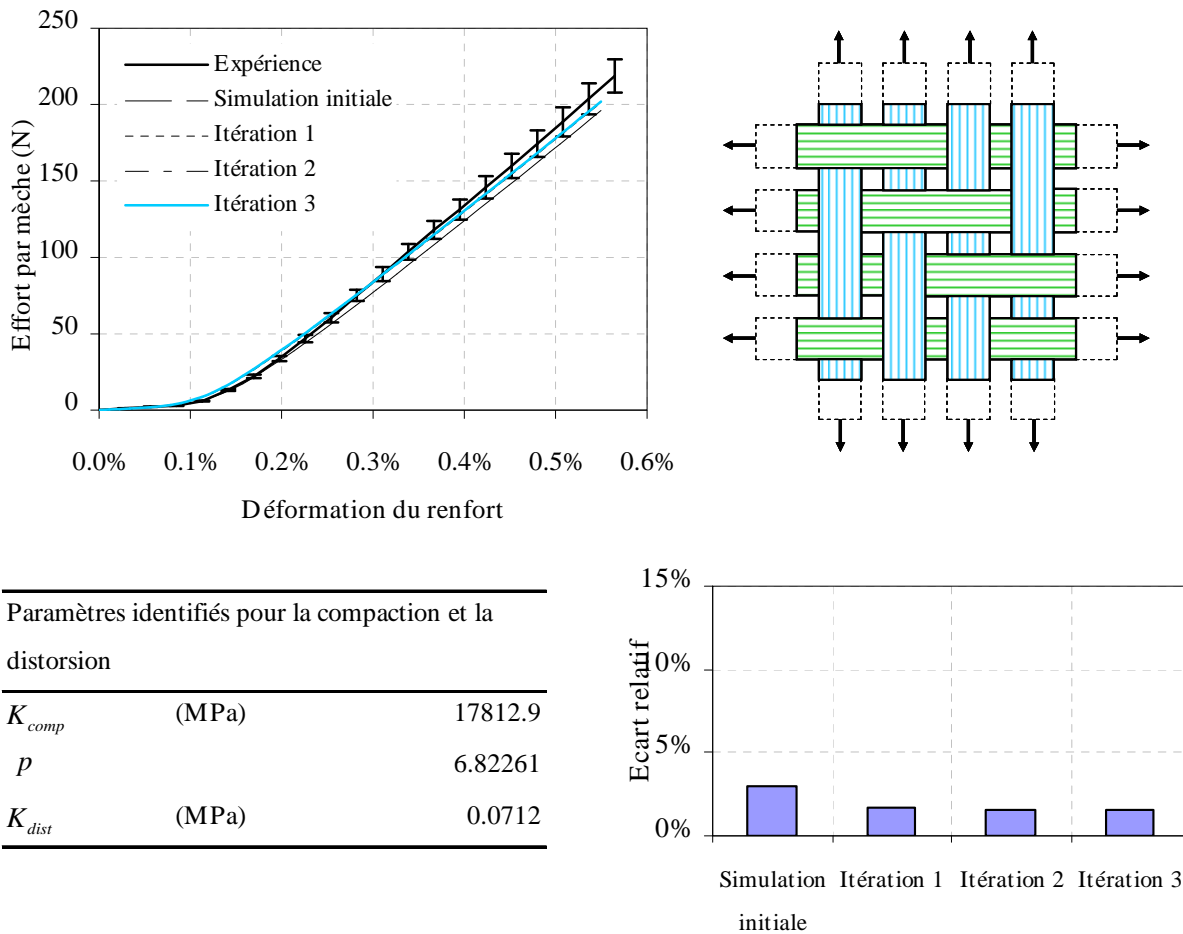 250
200
150
100
50
0
Effort par mèche (N)
Expérience
Simulation initiale
Itération 1
Itération 2
Itération 3
0.0% 0.1% 0.2% 0.3% 0.4% 0.5% 0.6%
Déformation du renfort
Paramètres identifiés pour la compaction et la
distorsion
K comp (MPa) 17812.9
p 6.82261
K dist (MPa) 0.0712
15%
10%
5%
0%
Ecart relatif
Simulation Itération 1 Itération 2 Itération 3
initiale